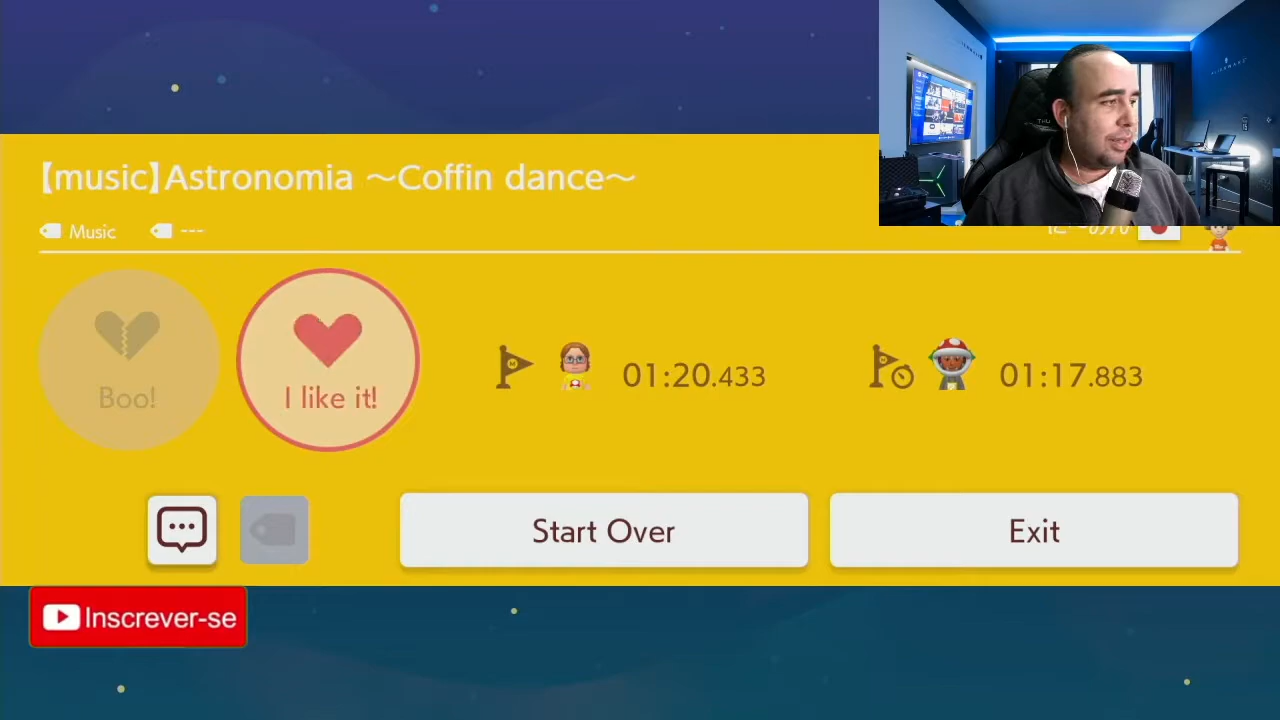 【music】Astronomia ～Coffin dance～
Music
---
Boo!
I like it!
M
01:20.433
M
01:17.883
Start Over
Exit
Inscrever-se